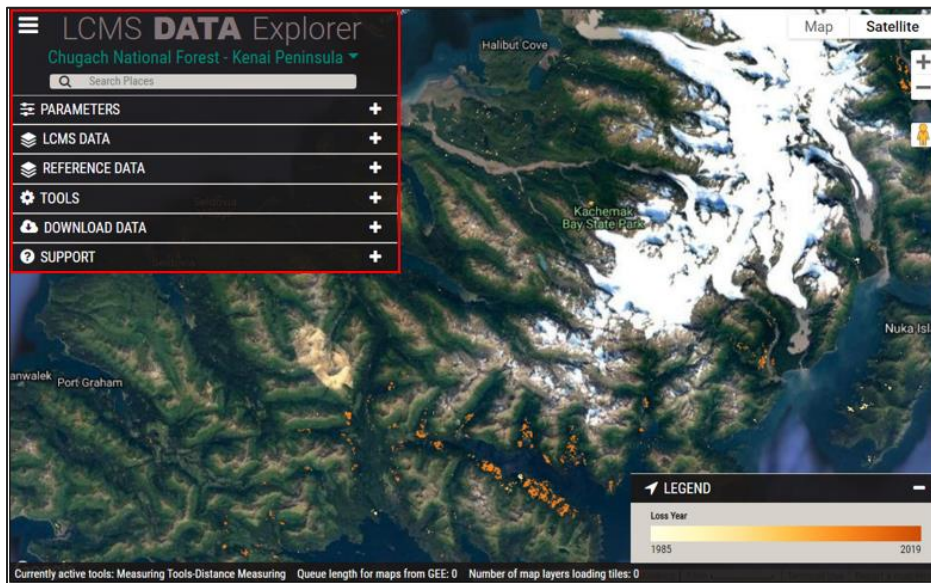 LCMS DATA Explorer
Chugach National Forest - Kenai Peninsula
Search Places
PARAMETERS
LCMS DATA
REFERENCE DATA
TOOLS
DOWNLOAD DATA
SUPPORT
Map
Satellite
Halibut Cove
Kachemak
Bay State Park
Nuka Isl
anwalek
Port Graham
LEGEND
Loss Year
1985
2019
Currently active tools: Measuring Tools-Distance Measuring Queue length for maps from GEE: 0 Number of map layers loading tiles: 0